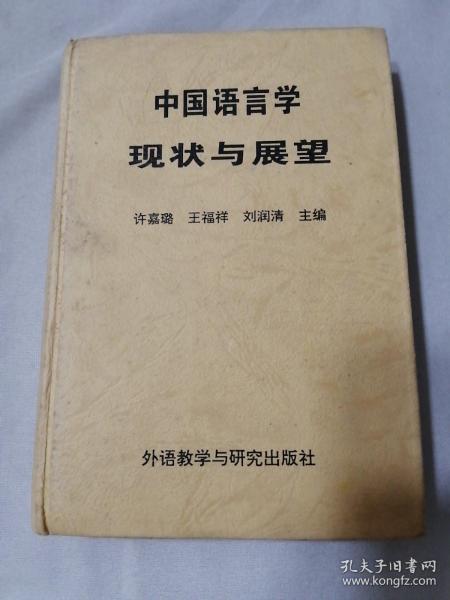 中国语言学
现状与展望
许嘉璐 王福祥 刘润清 主编
外语教学与研究出版社
孔夫子旧书网
www.kongfz.com